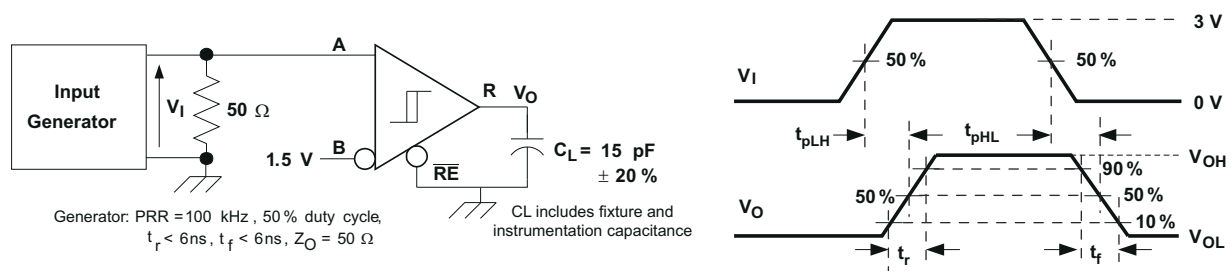 Input
Generator
V_I
50 Ω
A
1.5 V
B
R
V_O
RE
C_L = 15 pF
± 20 %
Generator: PRR = 100 kHz , 50 % duty cycle,
t_r < 6ns, t_f < 6ns, Z_O = 50 Ω
CL includes fixture and
instrumentation capacitance
3 V
V_I
50 %
50 %
0 V
t_pLH
t_pHL
V_OH
90 %
50 %
50 %
V_O
10 %
V_OL
t_r
t_f